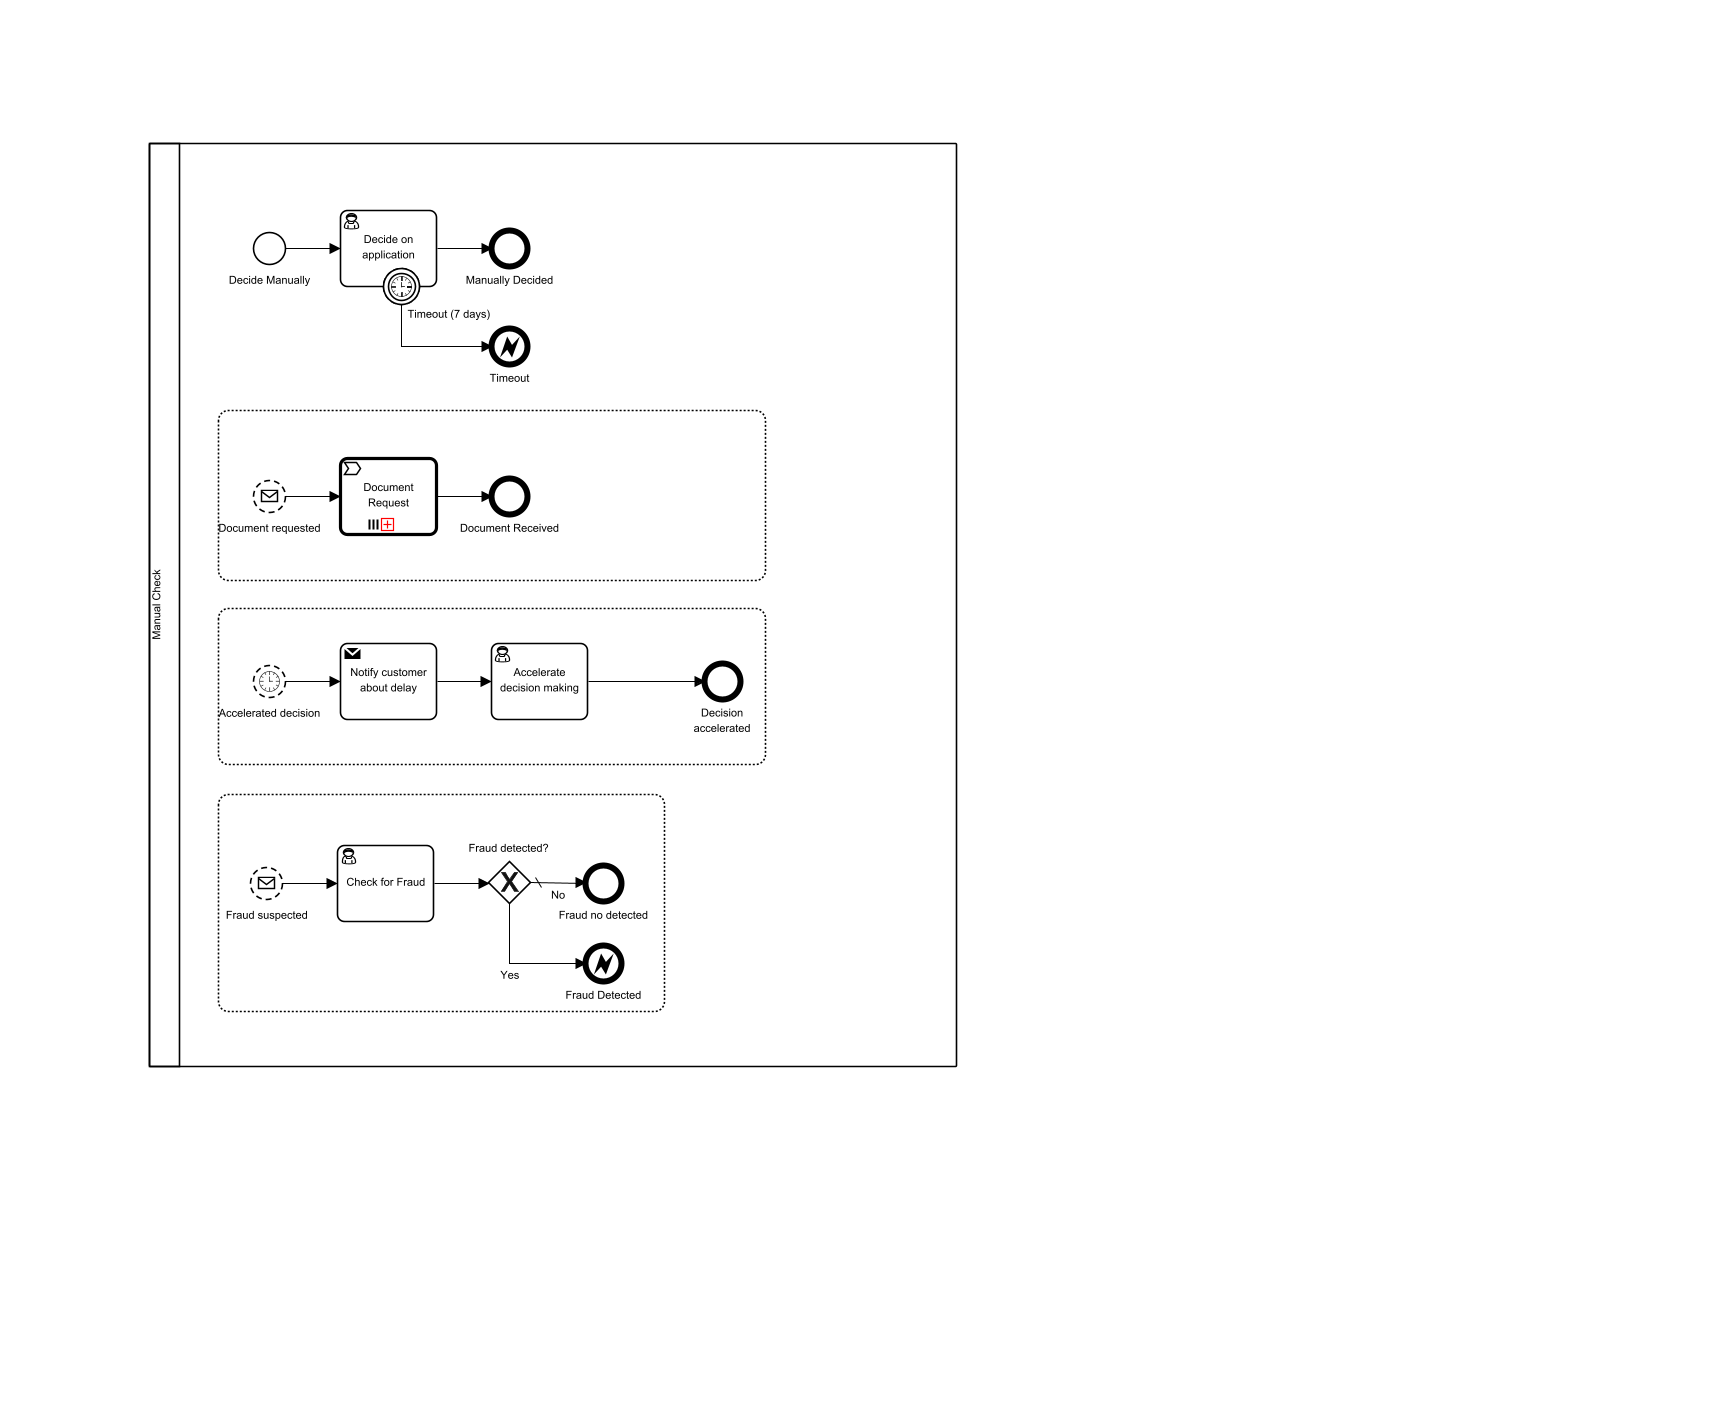 Manual Check
Decide on
application
Decide Manually
Manually Decided
Timeout (7 days)
Timeout
Document
Request
Document requested
Document Received
Notify customer
about delay
Accelerate
decision making
Accelerated decision
Decision
accelerated
Fraud detected?
Check for Fraud
No
Fraud suspected
Fraud no detected
Yes
Fraud Detected